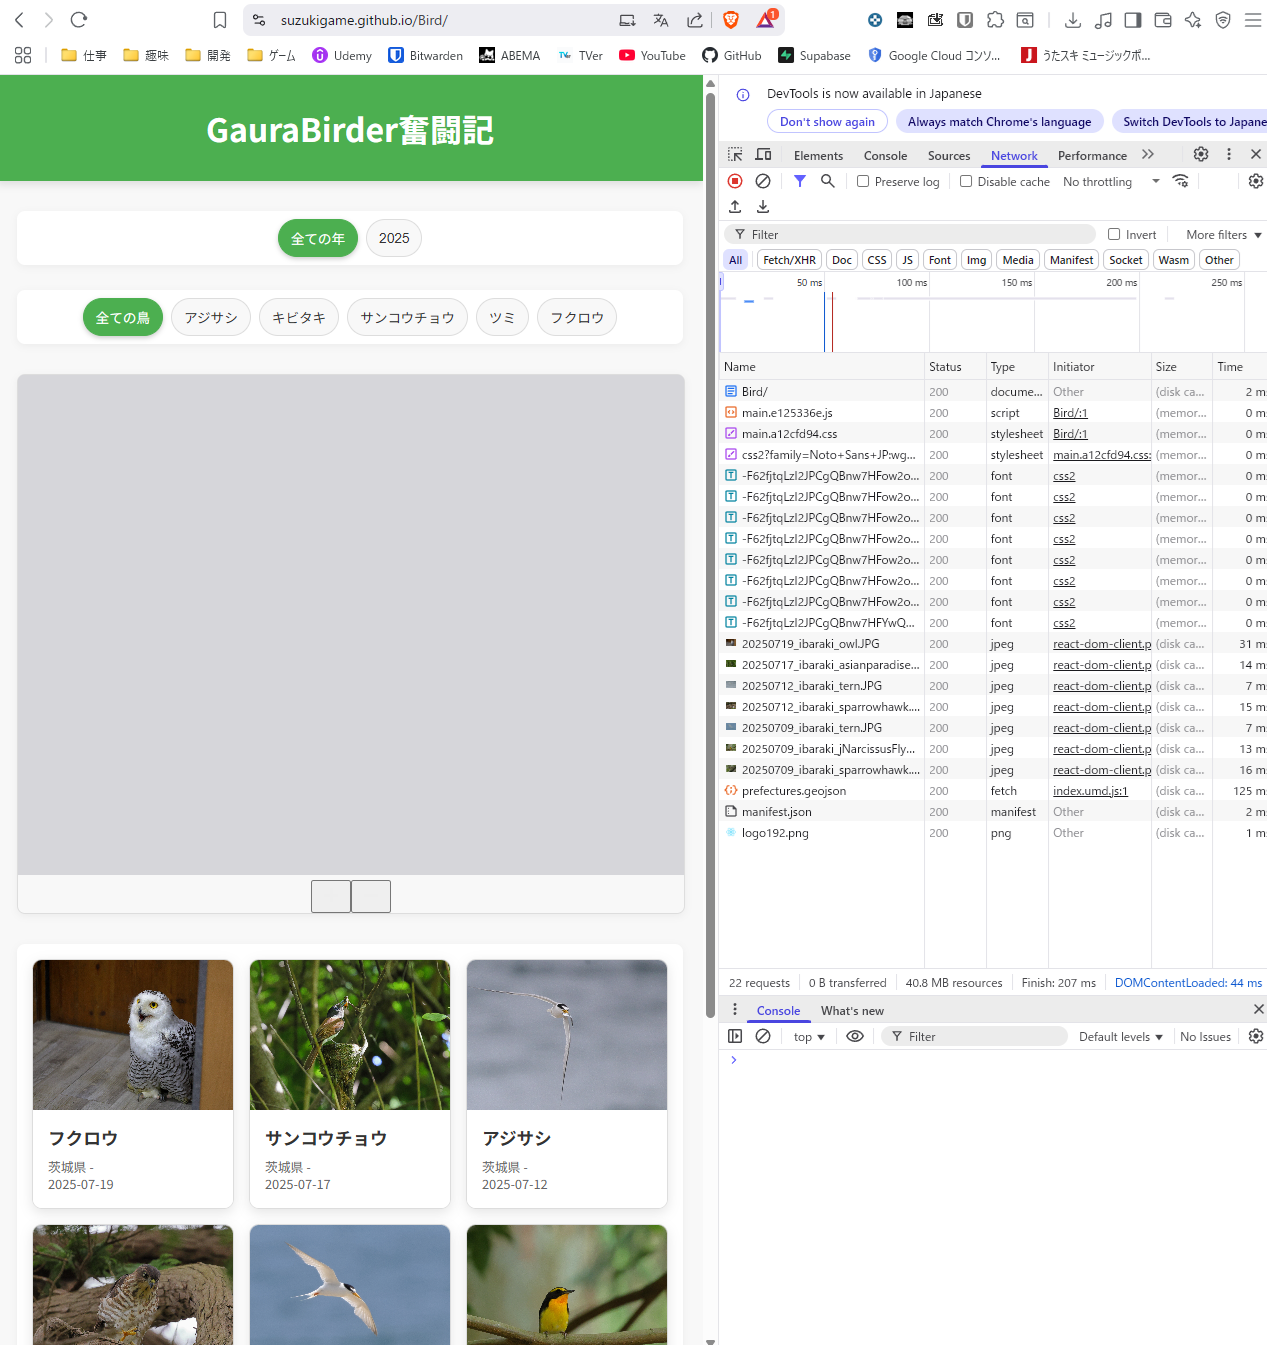 suzukigame.github.io/Bird/
1
仕事 趣味 開発 ゲーム Udemy Bitwarden ABEMA TVer YouTube GitHub Supabase Google Cloud コンソ... うたスキ ミュージックポ...
GauraBirder奮闘記
全ての年 2025
全ての鳥 アジサシ キビタキ サンコウチョウ ツミ フクロウ
フクロウ
茨城県 -
2025-07-19
サンコウチョウ
茨城県 -
2025-07-17
アジサシ
茨城県 -
2025-07-12
DevTools is now available in Japanese
Don't show again Always match Chrome's language Switch DevTools to Japane
Elements Console Sources Network Performance
Preserve log Disable cache No throttling
Filter Invert More filters
All Fetch/XHR Doc CSS JS Font Img Media Manifest Socket Wasm Other
50 ms 100 ms 150 ms 200 ms 250 ms
Name Status Type Initiator Size Time
Bird/ 200 docume... Other (disk ca... 2 m
main.e125336e.js 200 script Bird/:1 (memor... 0 m
main.a12cfd94.css 200 stylesheet Bird/:1 (memor... 0 m
css2?family=Noto+Sans+JP:wg... 200 stylesheet main.a12cfd94.css: (memor... 0 m
-F62fjtqLzI2JPCgQBnw7HFow2o... 200 font css2 (memor... 0 m
-F62fjtqLzI2JPCgQBnw7HFow2o... 200 font css2 (memor... 0 m
-F62fjtqLzI2JPCgQBnw7HFow2o... 200 font css2 (memor... 0 m
-F62fjtqLzI2JPCgQBnw7HFow2o... 200 font css2 (memor... 0 m
-F62fjtqLzI2JPCgQBnw7HFow2o... 200 font css2 (memor... 0 m
-F62fjtqLzI2JPCgQBnw7HFow2o... 200 font css2 (memor... 0 m
-F62fjtqLzI2JPCgQBnw7HFow2o... 200 font css2 (memor... 0 m
-F62fjtqLzI2JPCgQBnw7HFYwQ... 200 font css2 (memor... 0 m
20250719_ibaraki_owl.JPG 200 jpeg react-dom-client.p (disk ca... 31 m
20250717_ibaraki_asianparadise... 200 jpeg react-dom-client.p (disk ca... 14 m
20250712_ibaraki_tern.JPG 200 jpeg react-dom-client.p (disk ca... 7 m
20250712_ibaraki_sparrowhawk.... 200 jpeg react-dom-client.p (disk ca... 15 m
20250709_ibaraki_tern.JPG 200 jpeg react-dom-client.p (disk ca... 7 m
20250709_ibaraki_jNarcissusFly... 200 jpeg react-dom-client.p (disk ca... 13 m
20250709_ibaraki_sparrowhawk.... 200 jpeg react-dom-client.p (disk ca... 16 m
prefectures.geojson 200 fetch index.umd.js:1 (disk ca... 125 m
manifest.json 200 manifest Other (disk ca... 2 m
logo192.png 200 png Other (disk ca... 1 m
22 requests 0 B transferred 40.8 MB resources Finish: 207 ms DOMContentLoaded: 44 ms
Console What's new
top Filter Default levels No Issues